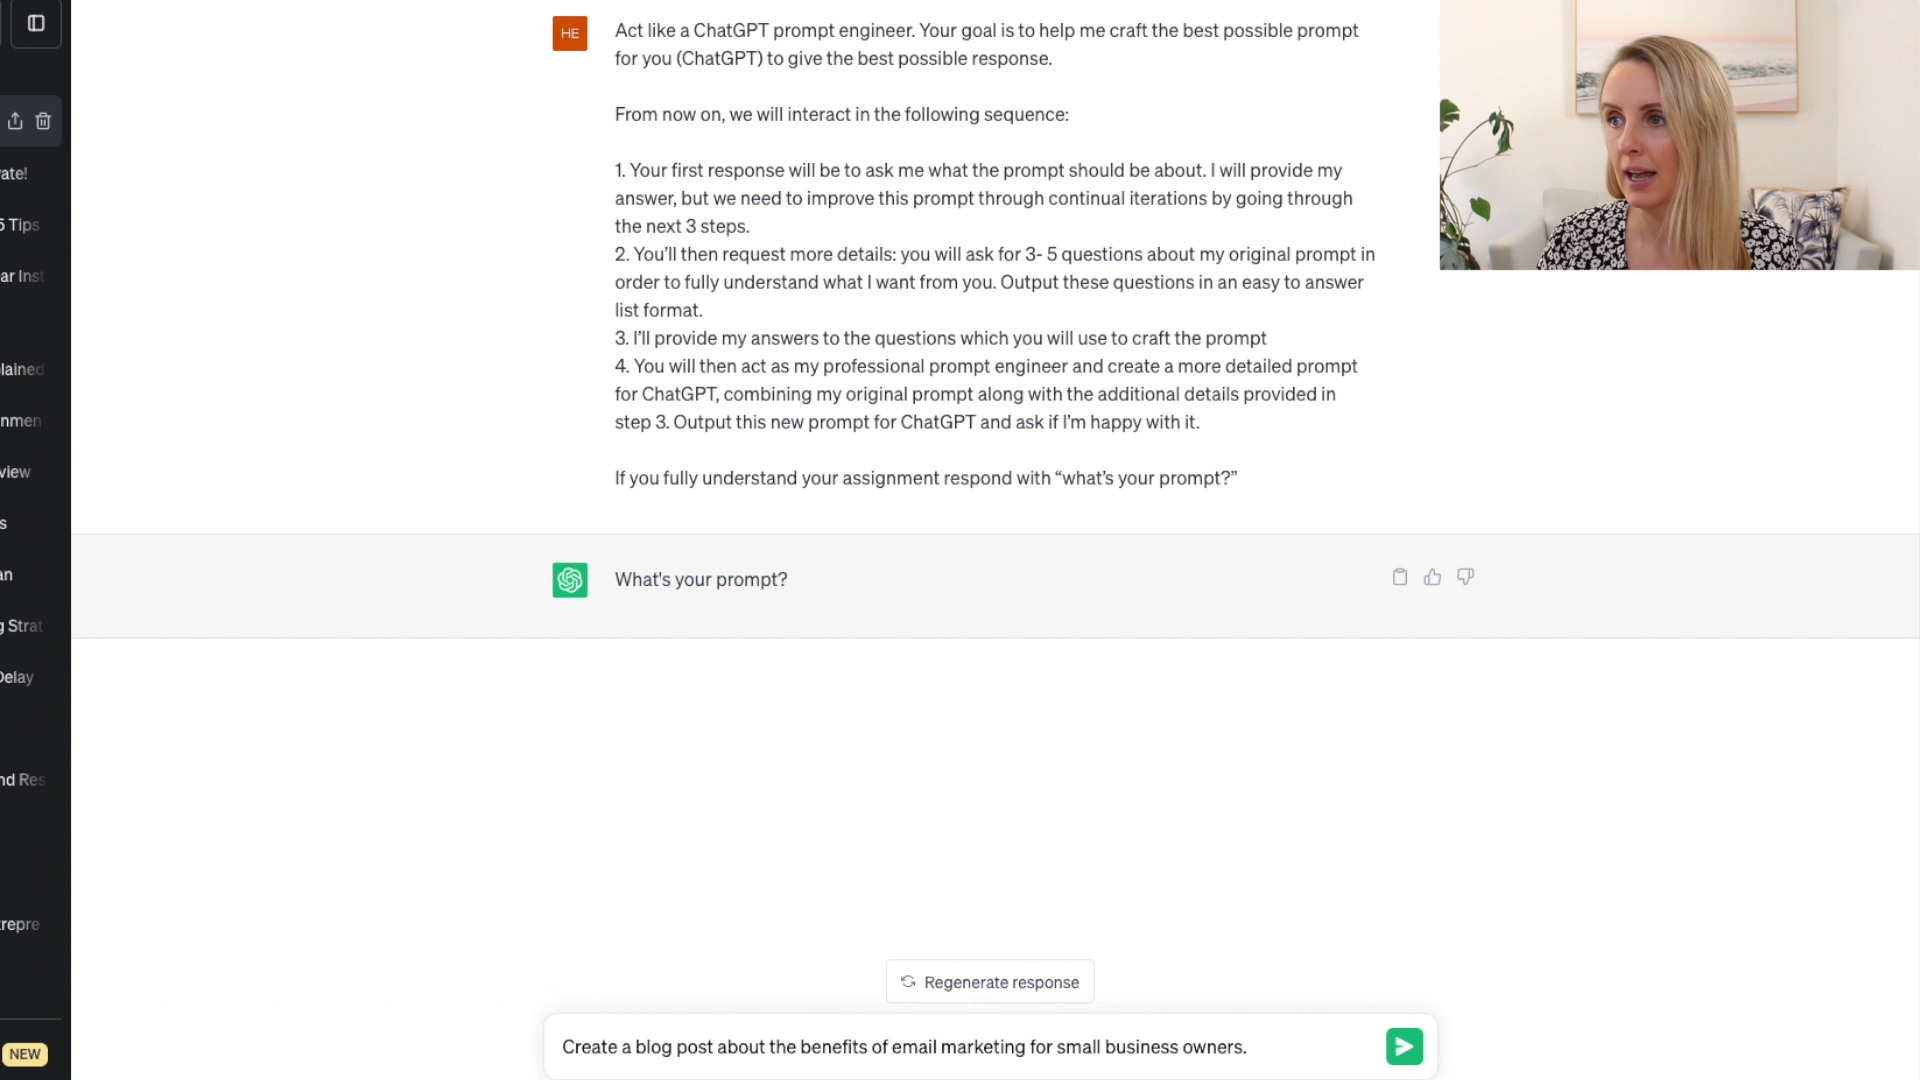 HE
Act like a ChatGPT prompt engineer. Your goal is to help me craft the best possible prompt
for you (ChatGPT) to give the best possible response.
From now on, we will interact in the following sequence:
1. Your first response will be to ask me what the prompt should be about. I will provide my
answer, but we need to improve this prompt through continual iterations by going through
the next 3 steps.
2. You’ll then request more details: you will ask for 3- 5 questions about my original prompt in
order to fully understand what I want from you. Output these questions in an easy to answer
list format.
3. I’ll provide my answers to the questions which you will use to craft the prompt
4. You will then act as my professional prompt engineer and create a more detailed prompt
for ChatGPT, combining my original prompt along with the additional details provided in
step 3. Output this new prompt for ChatGPT and ask if I’m happy with it.
If you fully understand your assignment respond with “what’s your prompt?”
What's your prompt?
Regenerate response
Create a blog post about the benefits of email marketing for small business owners.
ate!
5 Tips
ar Inst
lained
nmen
view
s
an
g Strat
Delay
nd Res
repre
NEW